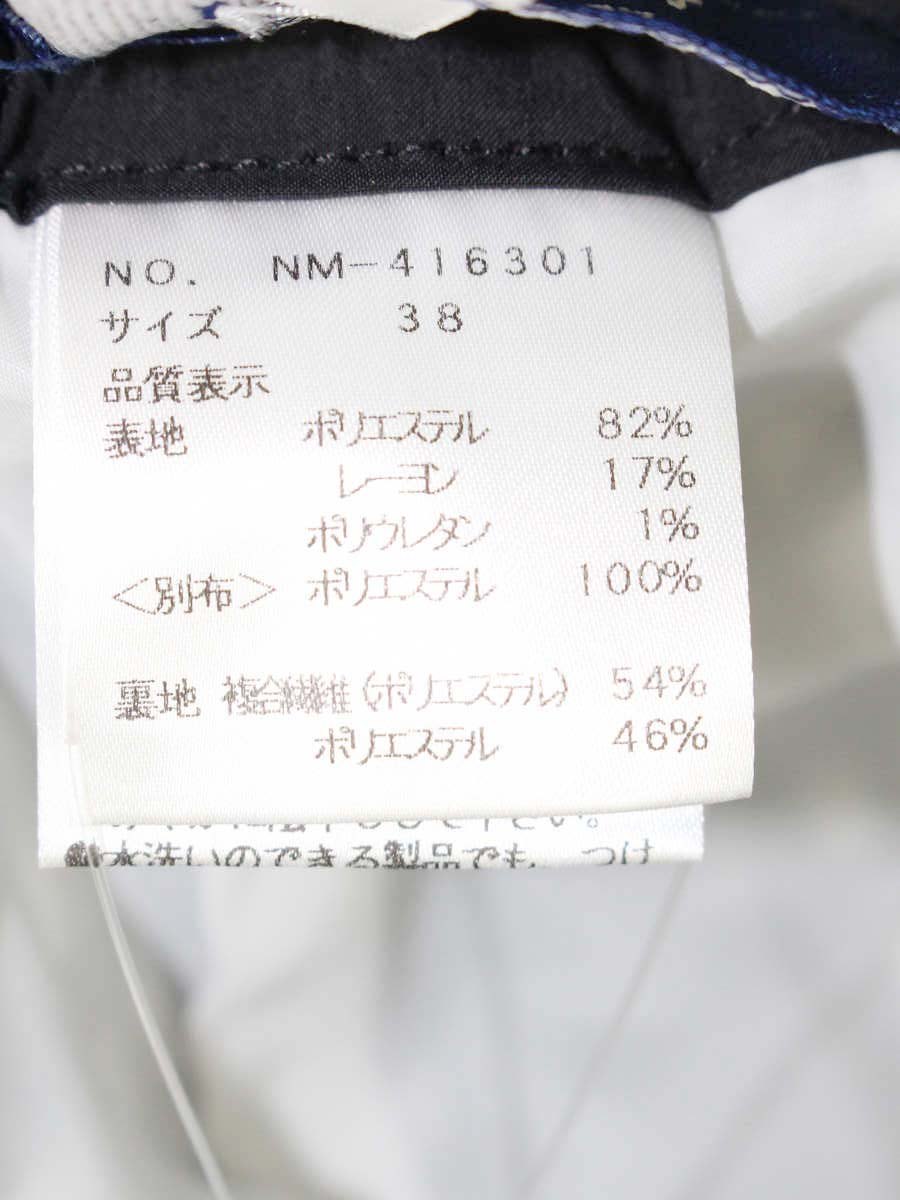 NO. NM-416301
サイズ 38
品質表示
表地 ポリエステル 82%
レーヨン 17%
ポリウレタン 1%
<別布> ポリエステル 100%
裏地 複合繊維(ポリエステル) 54%
ポリエステル 46%
水洗いのできる製品でも、つけ